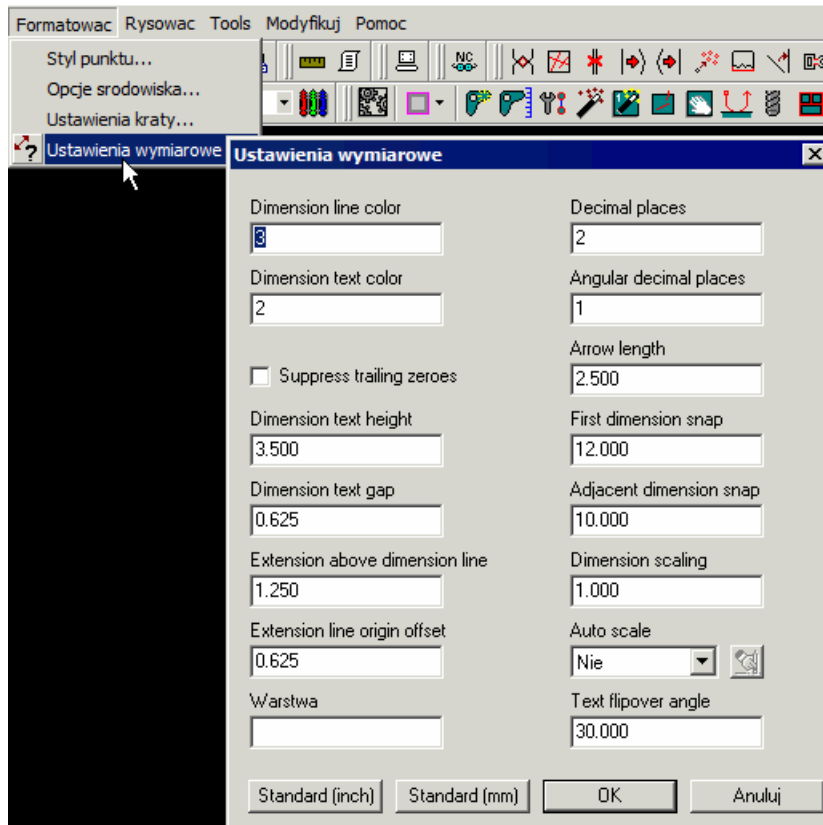 Formatowac Rysowac Tools Modyfikuj Pomoc
Styl punktu...
Opcje srodowiska...
Ustawienia kraty...
Ustawienia wymiarowe
NC
Ustawienia wymiarowe
Dimension line color
3
Decimal places
2
Dimension text color
2
Angular decimal places
1
Suppress trailing zeroes
Arrow length
2.500
Dimension text height
3.500
First dimension snap
12.000
Dimension text gap
0.625
Adjacent dimension snap
10.000
Extension above dimension line
1.250
Dimension scaling
1.000
Extension line origin offset
0.625
Auto scale
Nie
Warstwa
Text flipover angle
30.000
Standard (inch) Standard (mm) OK Anuluj